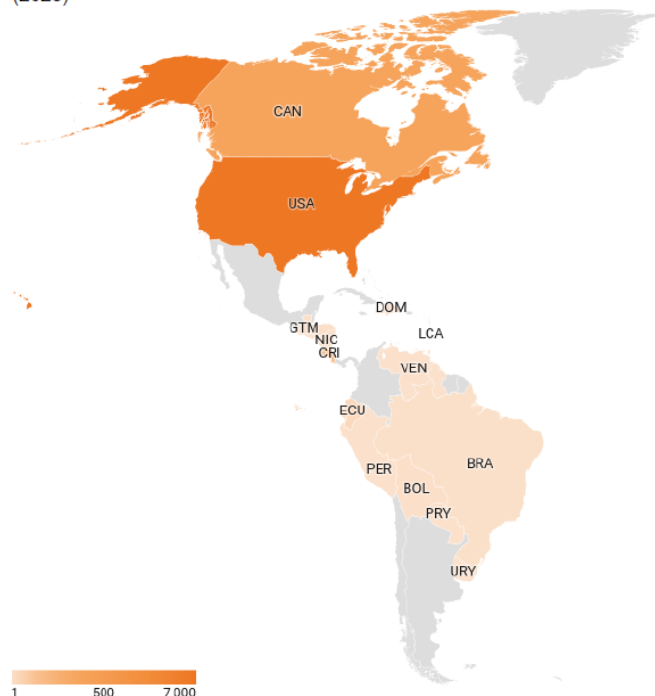 CAN
USA
DOM
GTM
LCA
NIC
CRI
VEN
ECU
BRA
PER
BOL
PRY
URY
1 500 7 000